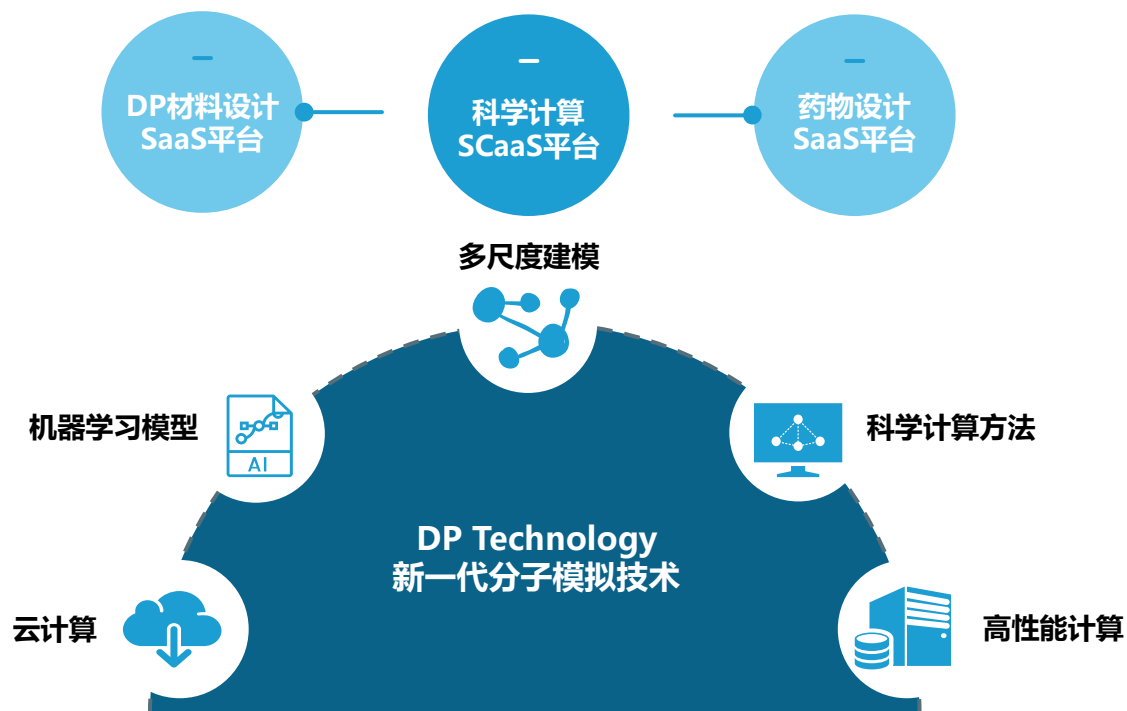 DP材料设计
SaaS平台
科学计算
SCaaS平台
药物设计
SaaS平台
多尺度建模
机器学习模型
AI
科学计算方法
DP Technology
新一代分子模拟技术
云计算
高性能计算